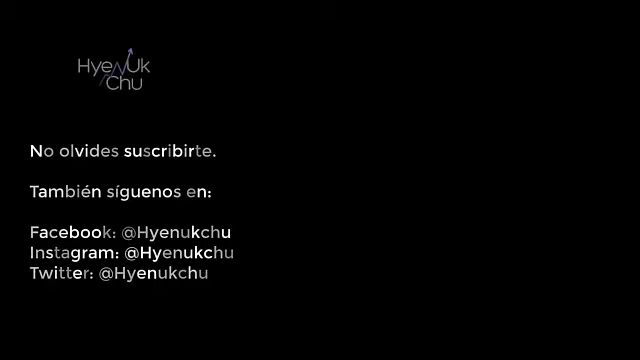 HyeNUk
Chu
No olvides suscribirte.
También síguenos en:
Facebook: @Hyenukchu
Instagram: @Hyenukchu
Twitter: @Hyenukchu